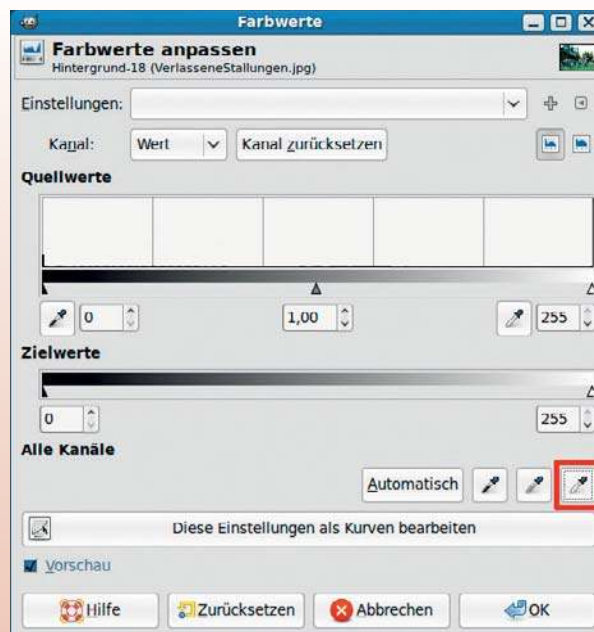 Farbwerte
Farbwerte anpassen
Hintergrund-18 (VerlasseneStallungen.jpg)
Einstellungen:
Kanal: Wert Kanal zurücksetzen
Quellwerte
0 1,00 255
Zielwerte
0 255
Alle Kanäle
Automatisch
Diese Einstellungen als Kurven bearbeiten
Vorschau
Hilfe Zurücksetzen Abbrechen OK